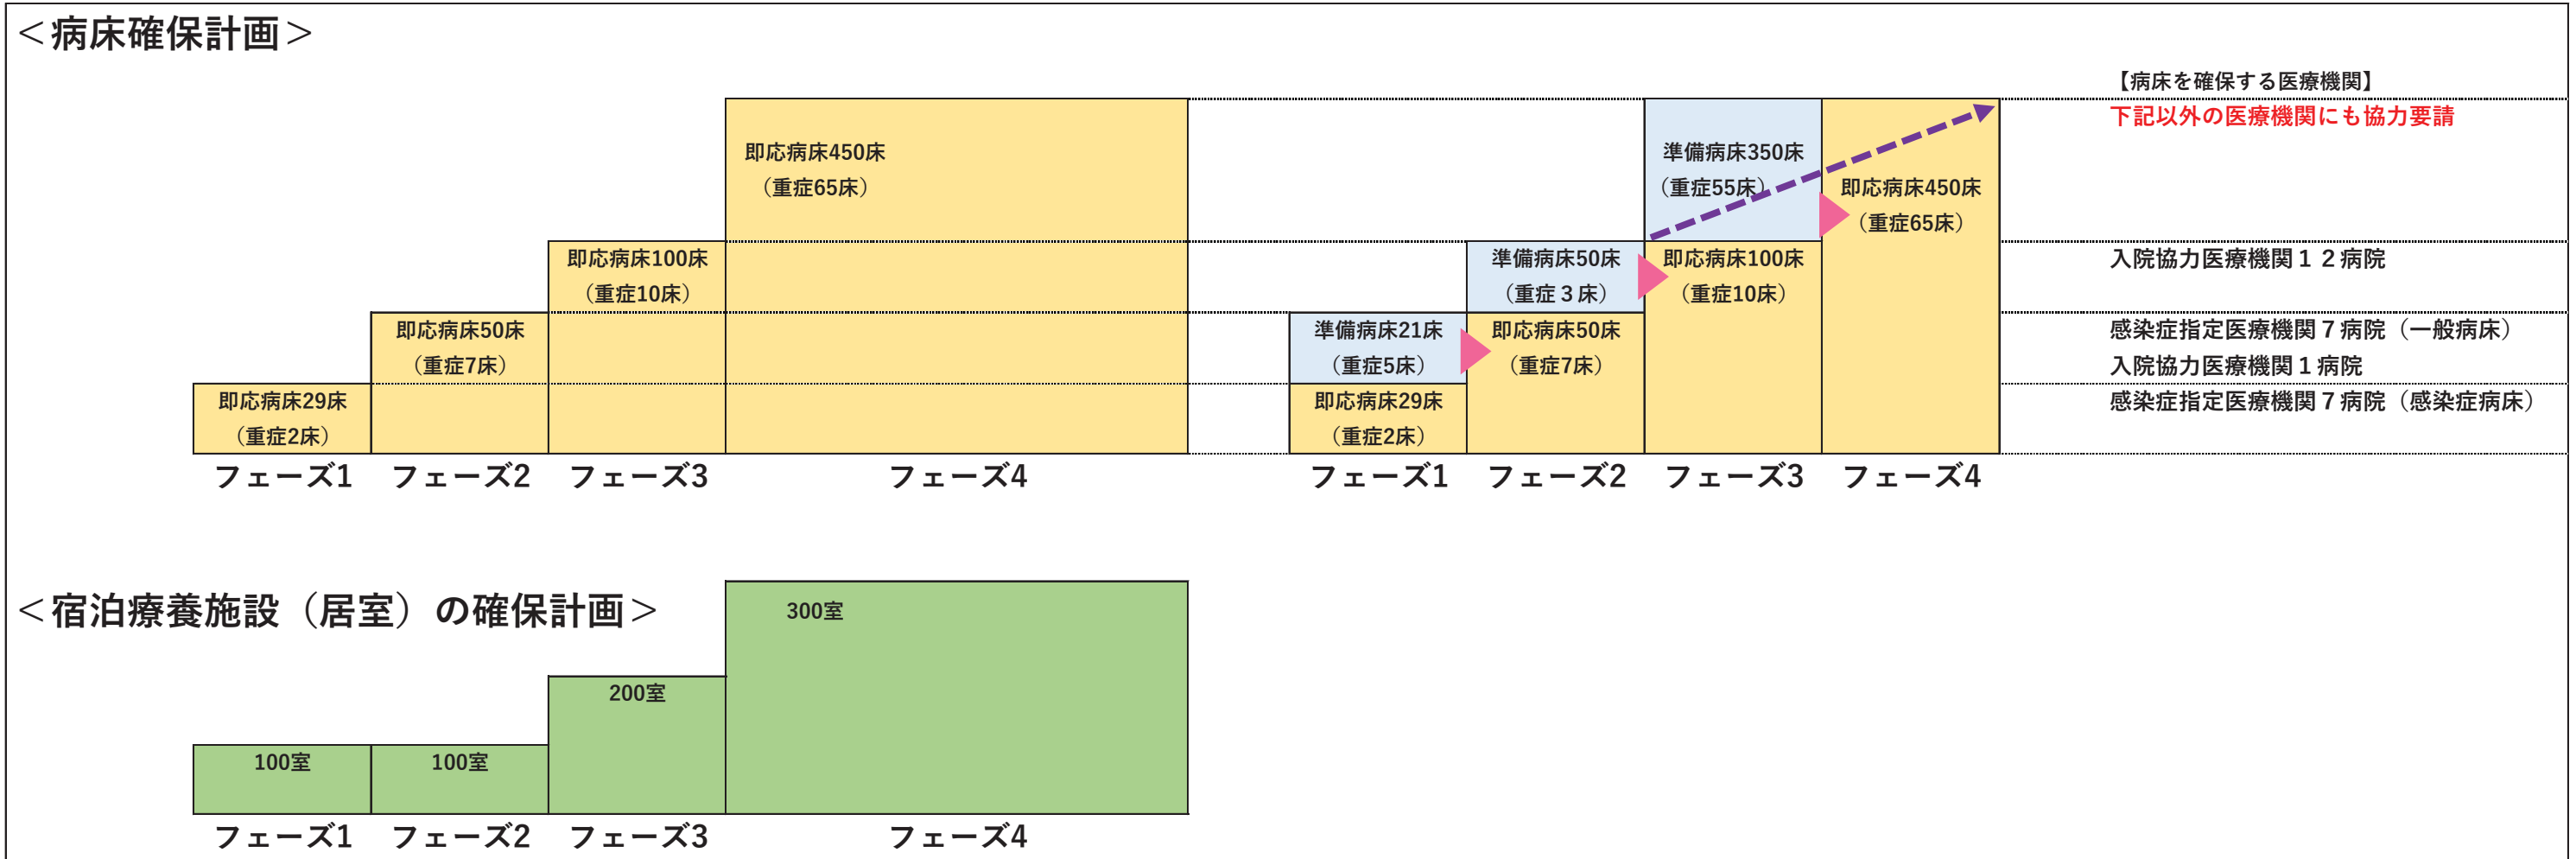 ＜病床確保計画＞
【病床を確保する医療機関】
下記以外の医療機関にも協力要請
即応病床450床
（重症65床）
準備病床350床
（重症55床）
即応病床450床
（重症65床）
即応病床100床
（重症10床）
準備病床50床
（重症３床）
即応病床100床
（重症10床）
入院協力医療機関１２病院
即応病床50床
（重症7床）
準備病床21床
（重症5床）
即応病床50床
（重症7床）
感染症指定医療機関７病院（一般病床）
入院協力医療機関１病院
即応病床29床
（重症2床）
即応病床29床
（重症2床）
感染症指定医療機関７病院（感染症病床）
フェーズ1
フェーズ2
フェーズ3
フェーズ4
フェーズ1
フェーズ2
フェーズ3
フェーズ4
＜宿泊療養施設（居室）の確保計画＞
300室
200室
100室
100室
フェーズ1
フェーズ2
フェーズ3
フェーズ4